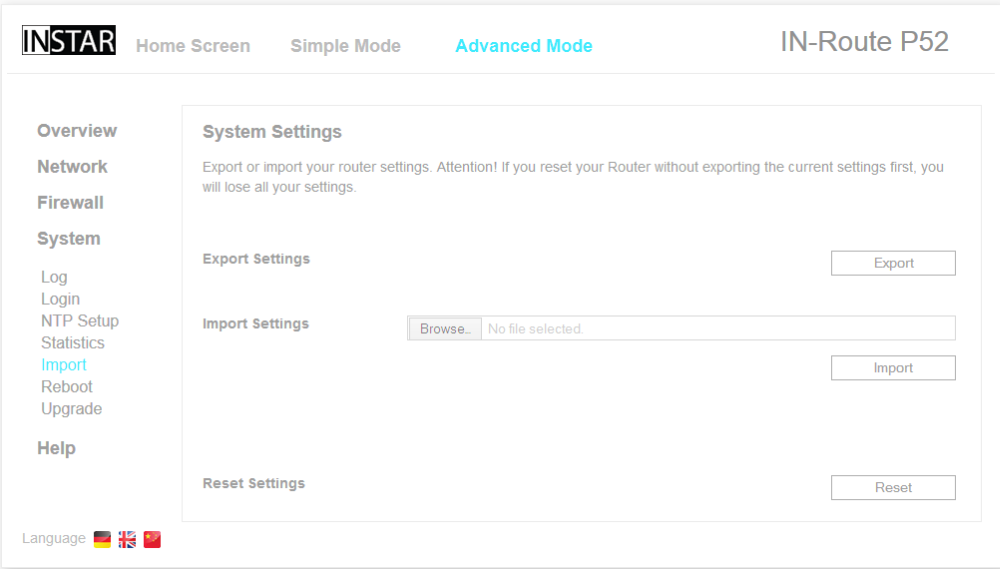 INSTAR Home Screen Simple Mode Advanced Mode IN-Route P52
Overview
Network
Firewall
System
Log
Login
NTP Setup
Statistics
Import
Reboot
Upgrade
Help
Language
System Settings
Export or import your router settings. Attention! If you reset your Router without exporting the current settings first, you
will lose all your settings.
Export Settings Export
Import Settings Browse.. No file selected.
Import
Reset Settings Reset